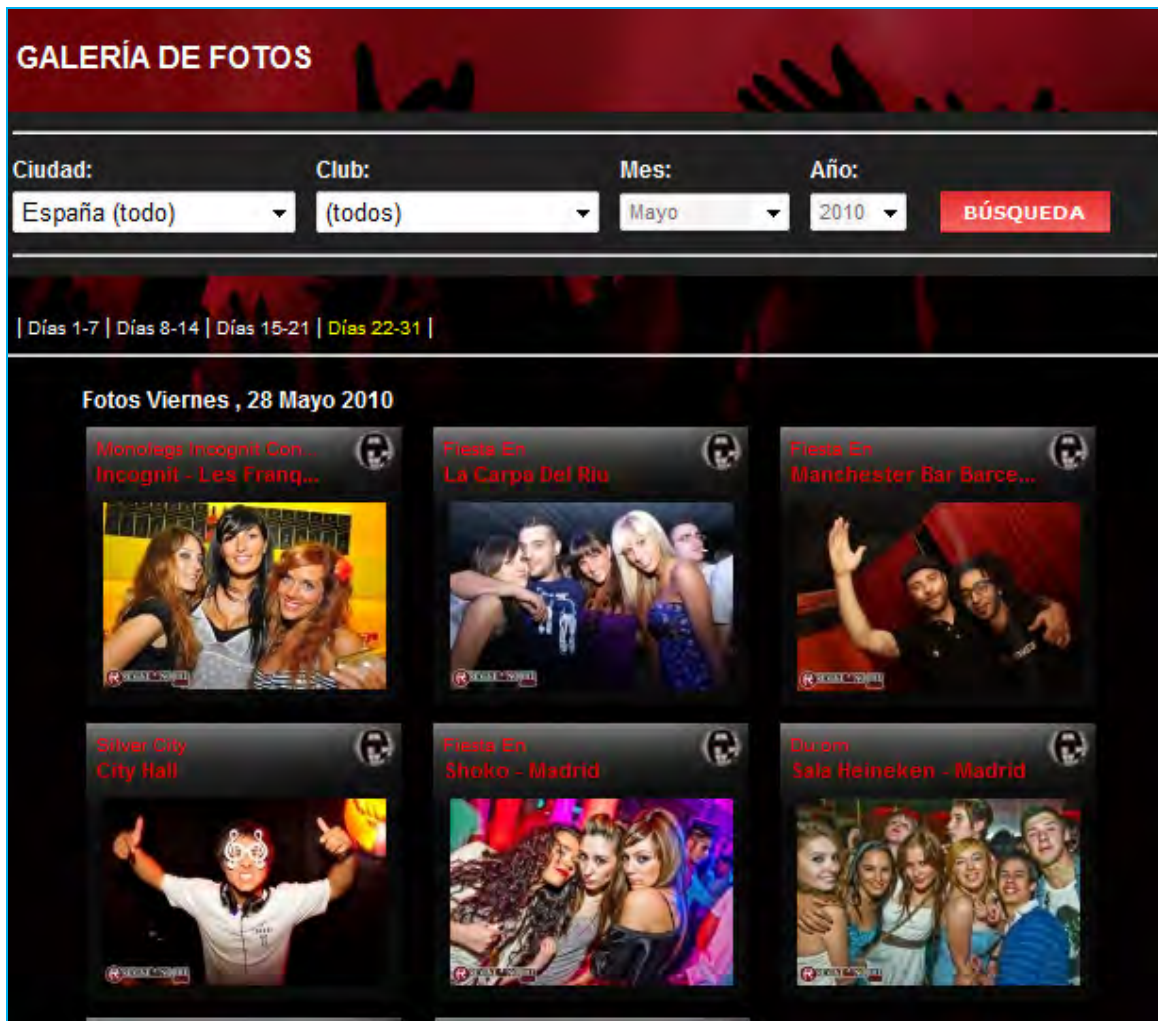 GALERÍA DE FOTOS
Ciudad: Club: Mes: Año:
España (todo) (todos) Mayo 2010 BÚSQUEDA
| Días 1-7 | Días 8-14 | Días 15-21 | Días 22-31 |
Fotos Viernes , 28 Mayo 2010
Monologs Incognit Con...
Incognit - Les Franq...
Fiesta En
La Carpa Del Riu
Fiesta En
Manchester Bar Barce...
Silver City
City Hall
Fiesta En
Shoko - Madrid
Du:om
Sala Heineken - Madrid